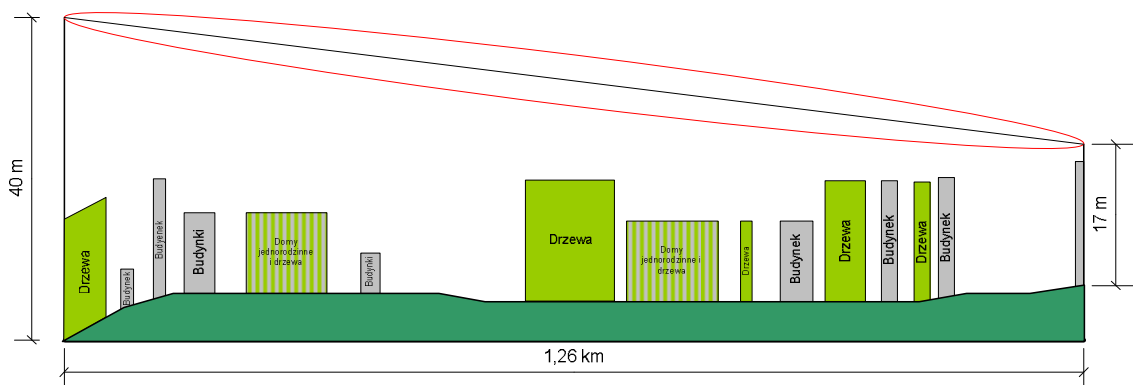 40 m
Drzewa
Budynek
Budyenek
Budynki
Domy
jednorodzinne
i drzewa
Budynki
Drzewa
Domy
jednorodzinne i
drzewa
Drzewa
Budynek
Drzewa
Budynek
Drzewa
Budynek
17 m
1,26 km